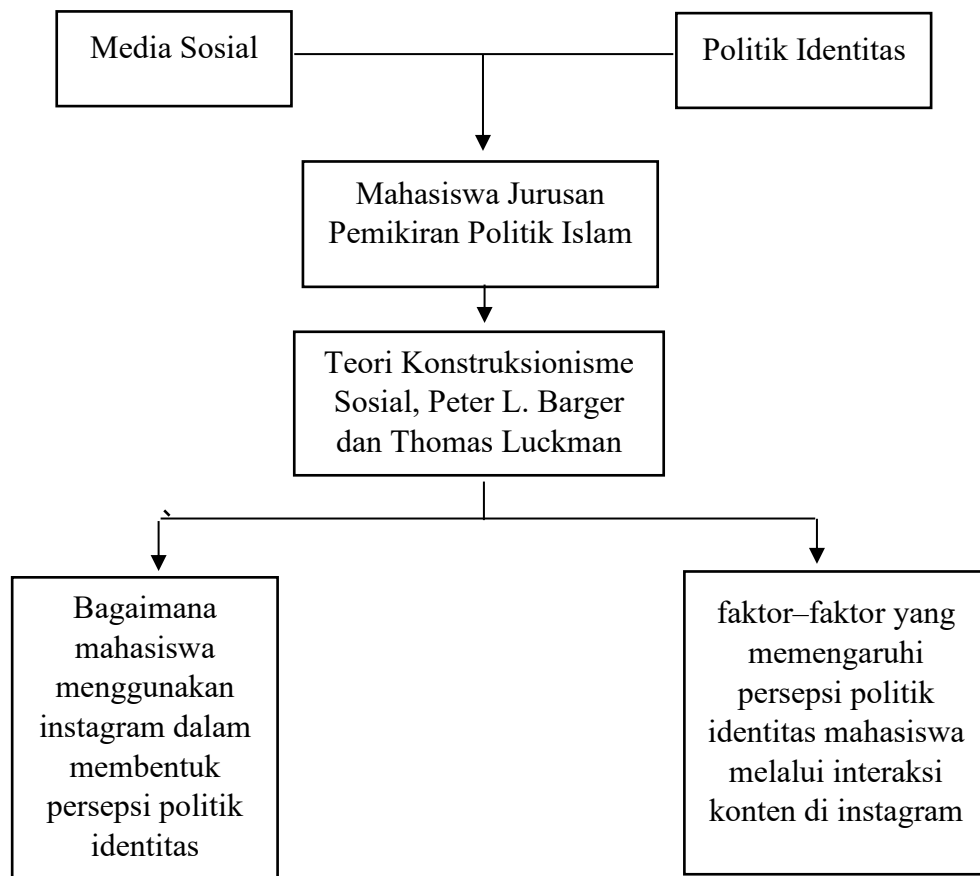 Media Sosial
Politik Identitas
Mahasiswa Jurusan
Pemikiran Politik Islam
Teori Konstruksionisme
Sosial, Peter L. Barger
dan Thomas Luckman
Bagaimana
mahasiswa
menggunakan
instagram dalam
membentuk
persepsi politik
identitas
faktor–faktor yang
memengaruhi
persepsi politik
identitas mahasiswa
melalui interaksi
konten di instagram